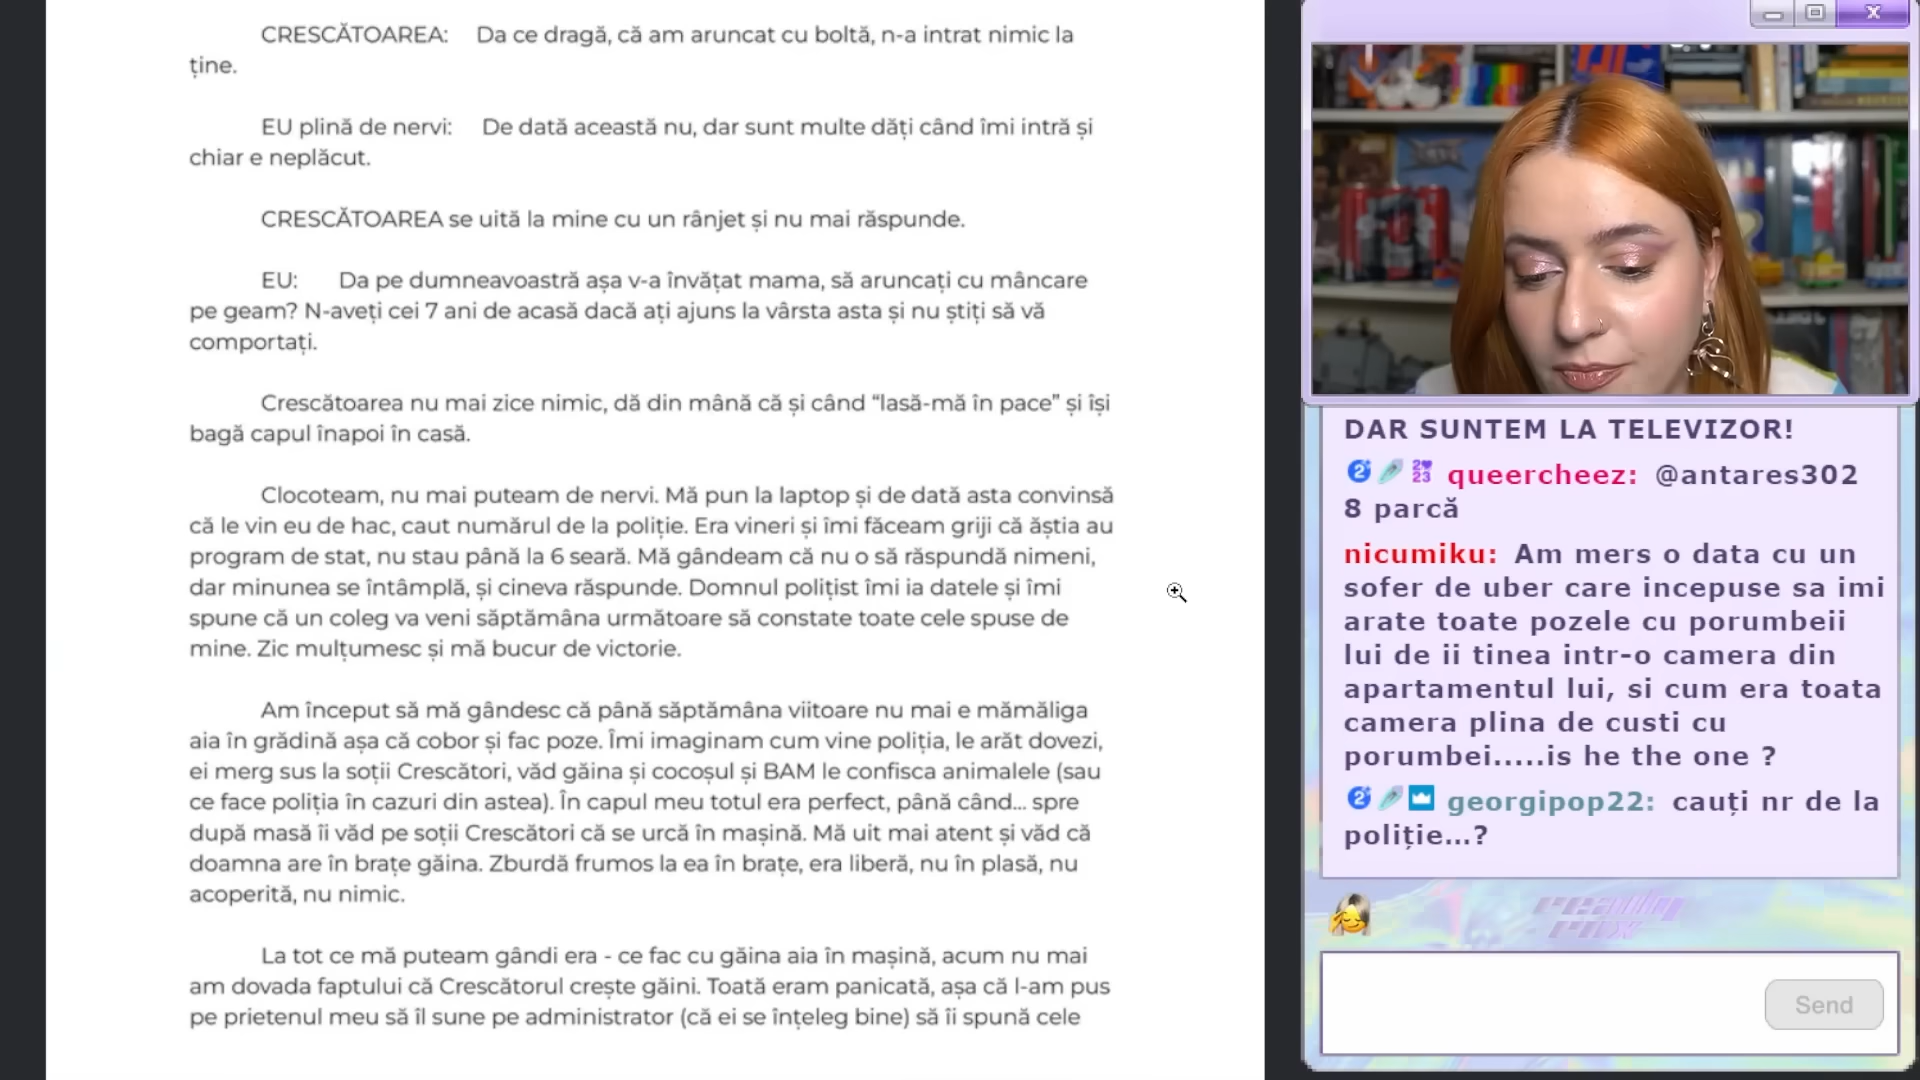 CRESCĂTOAREA: Da ce dragă, că am aruncat cu boltă, n-a intrat nimic la
ține.
EU plină de nervi: De dată această nu, dar sunt multe dăți când îmi intră și
chiar e neplăcut.
CRESCĂTOAREA se uită la mine cu un rânjet și nu mai răspunde.
EU: Da pe dumneavoastră așa v-a învățat mama, să aruncați cu mâncare
pe geam? N-aveți cei 7 ani de acasă dacă ați ajuns la vârsta asta și nu știți să vă
comportați.
Crescătoarea nu mai zice nimic, dă din mână că și când “lasă-mă în pace” și își
bagă capul înapoi în casă.
Clocoteam, nu mai puteam de nervi. Mă pun la laptop și de dată asta convinsă
că le vin eu de hac, caut numărul de la poliție. Era vineri și îmi făceam griji că ăștia au
program de stat, nu stau până la 6 seară. Mă gândeam că nu o să răspundă nimeni,
dar minunea se întâmplă, și cineva răspunde. Domnul polițist îmi ia datele și îmi
spune că un coleg va veni săptămâna următoare să constate toate cele spuse de
mine. Zic mulțumesc și mă bucur de victorie.
Am început să mă gândesc că până săptămâna viitoare nu mai e mămăliga
aia în grădină așa că cobor și fac poze. Îmi imaginam cum vine poliția, le arăt dovezi,
ei merg sus la soții Crescători, văd găina și cocoșul și BAM le confisca animalele (sau
ce face poliția în cazuri din astea). În capul meu totul era perfect, până când... spre
după masă îi văd pe soții Crescători că se urcă în mașină. Mă uit mai atent și văd că
doamna are în brațe găina. Zburdă frumos la ea în brațe, era liberă, nu în plasă, nu
acoperită, nu nimic.
La tot ce mă puteam gândi era - ce fac cu găina aia în mașină, acum nu mai
am dovada faptului că Crescătorul crește găini. Toată eram panicată, așa că l-am pus
pe prietenul meu să îl sune pe administrator (că ei se înțeleg bine) să îi spună cele
DAR SUNTEM LA TELEVIZOR!
queercheez: @antares302
8 parcă
nicumiku: Am mers o data cu un
sofer de uber care incepuse sa imi
arate toate pozele cu porumbeii
lui de ii tinea intr-o camera din
apartamentul lui, si cum era toata
camera plina de custi cu
porumbei.....is he the one ?
georgipop22: cauți nr de la
poliție...?
Send